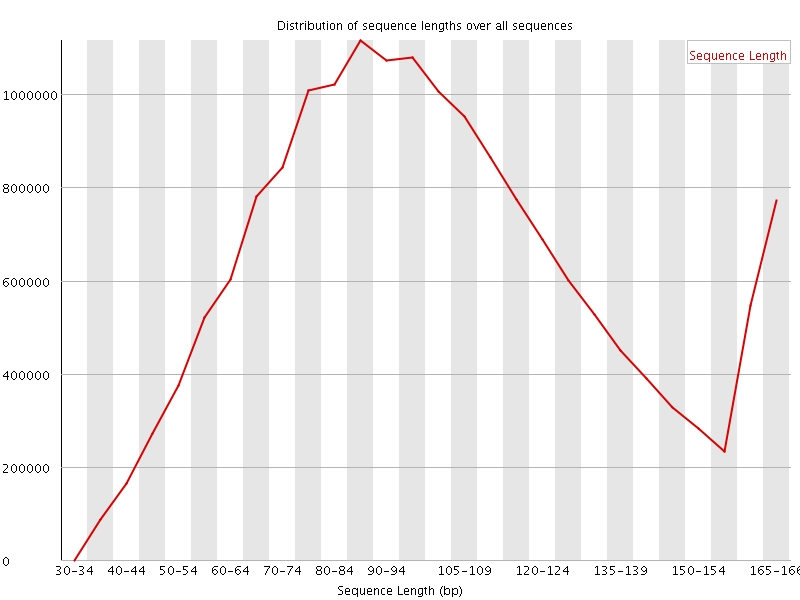 Distribution of sequence lengths over all sequences
Sequence Length
1000000
800000
600000
400000
200000
0
30-34 40-44 50-54 60-64 70-74 80-84 90-94 105-109 120-124 135-139 150-154 165-166
Sequence Length (bp)